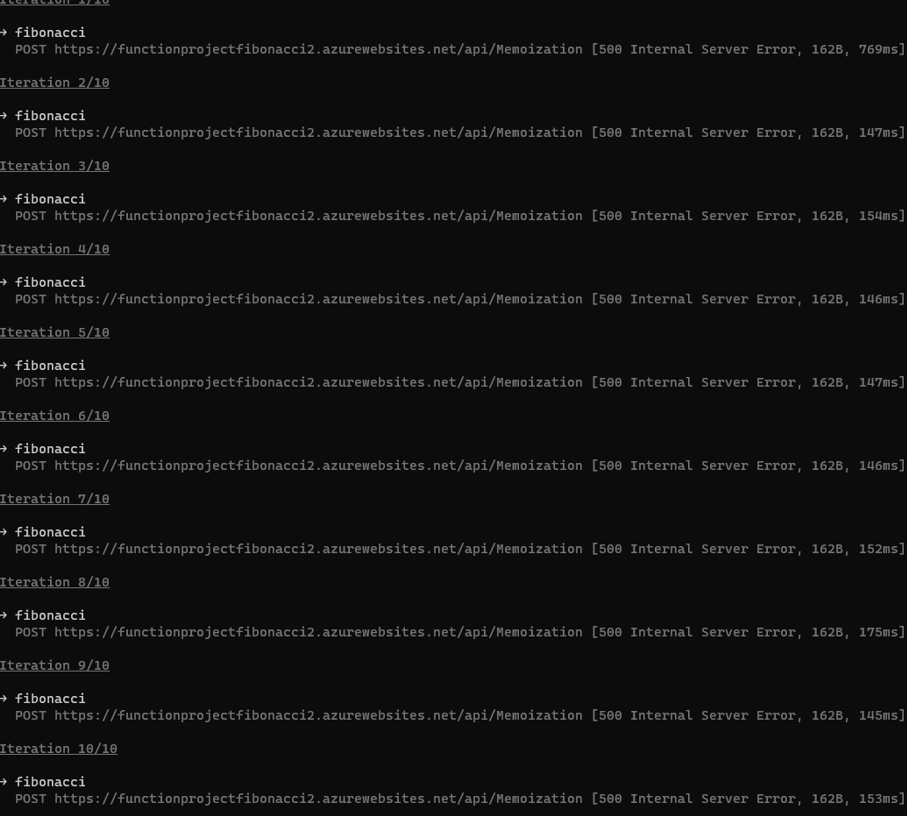 Iteration 1/10
→ fibonacci
POST https://functionprojectfibonacci2.azurewebsites.net/api/Memoization [500 Internal Server Error, 162B, 769ms]
Iteration 2/10
→ fibonacci
POST https://functionprojectfibonacci2.azurewebsites.net/api/Memoization [500 Internal Server Error, 162B, 147ms]
Iteration 3/10
→ fibonacci
POST https://functionprojectfibonacci2.azurewebsites.net/api/Memoization [500 Internal Server Error, 162B, 154ms]
Iteration 4/10
→ fibonacci
POST https://functionprojectfibonacci2.azurewebsites.net/api/Memoization [500 Internal Server Error, 162B, 146ms]
Iteration 5/10
→ fibonacci
POST https://functionprojectfibonacci2.azurewebsites.net/api/Memoization [500 Internal Server Error, 162B, 147ms]
Iteration 6/10
→ fibonacci
POST https://functionprojectfibonacci2.azurewebsites.net/api/Memoization [500 Internal Server Error, 162B, 146ms]
Iteration 7/10
→ fibonacci
POST https://functionprojectfibonacci2.azurewebsites.net/api/Memoization [500 Internal Server Error, 162B, 152ms]
Iteration 8/10
→ fibonacci
POST https://functionprojectfibonacci2.azurewebsites.net/api/Memoization [500 Internal Server Error, 162B, 175ms]
Iteration 9/10
→ fibonacci
POST https://functionprojectfibonacci2.azurewebsites.net/api/Memoization [500 Internal Server Error, 162B, 145ms]
Iteration 10/10
→ fibonacci
POST https://functionprojectfibonacci2.azurewebsites.net/api/Memoization [500 Internal Server Error, 162B, 153ms]